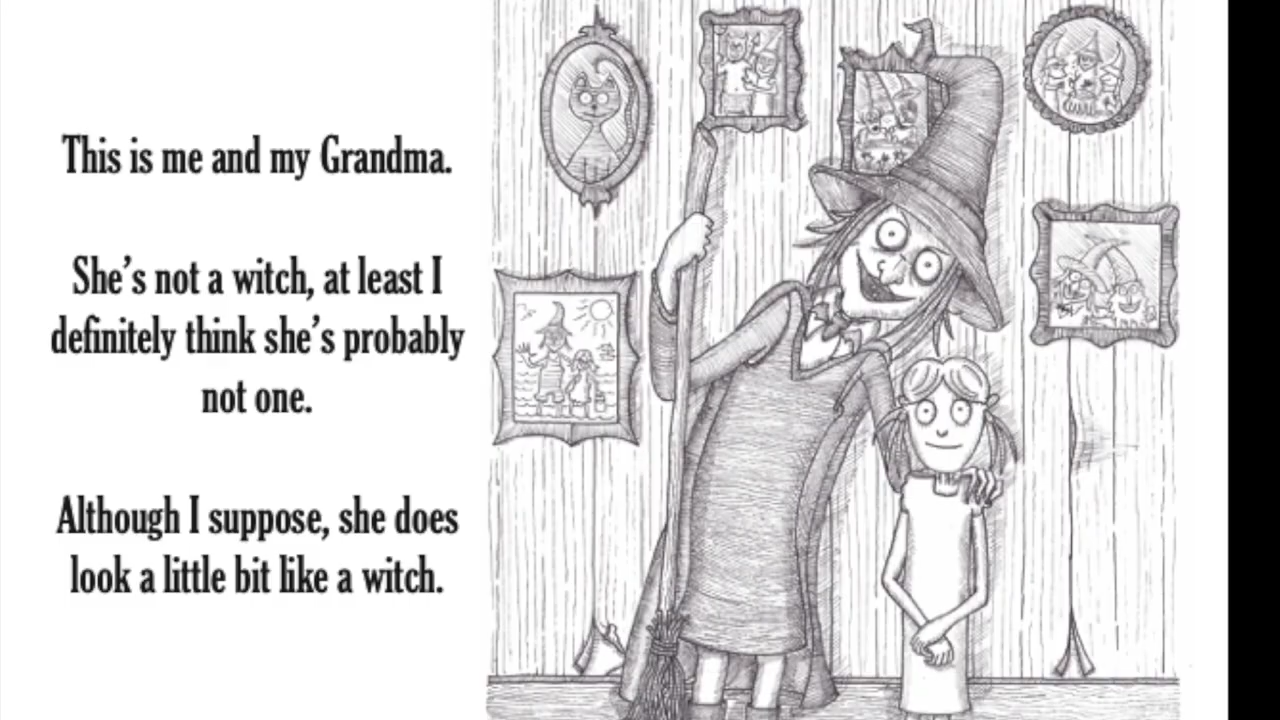 This is me and my Grandma.
She’s not a witch, at least I
definitely think she’s probably
not one.
Although I suppose, she does
look a little bit like a witch.